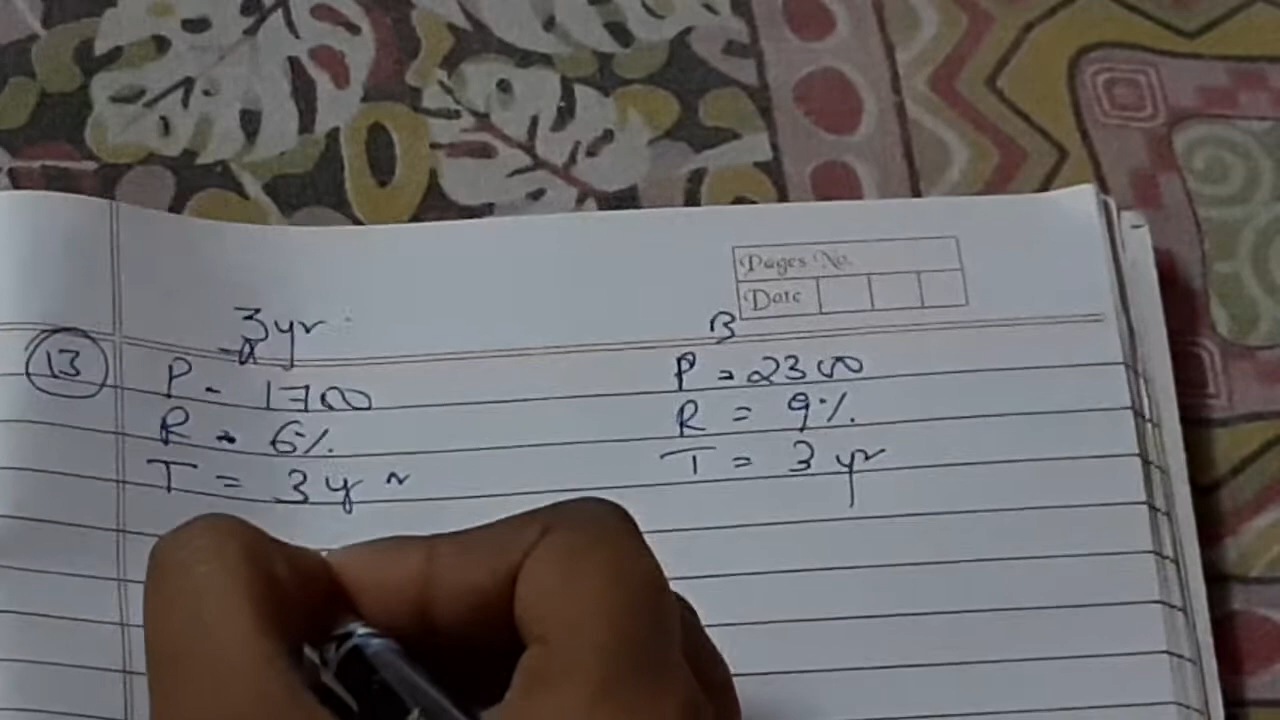 Pages No.
Date
3yr
A B
13 P = 1700 P = 2300
R = 6% R = 9%
T = 3 yr T = 3 yr